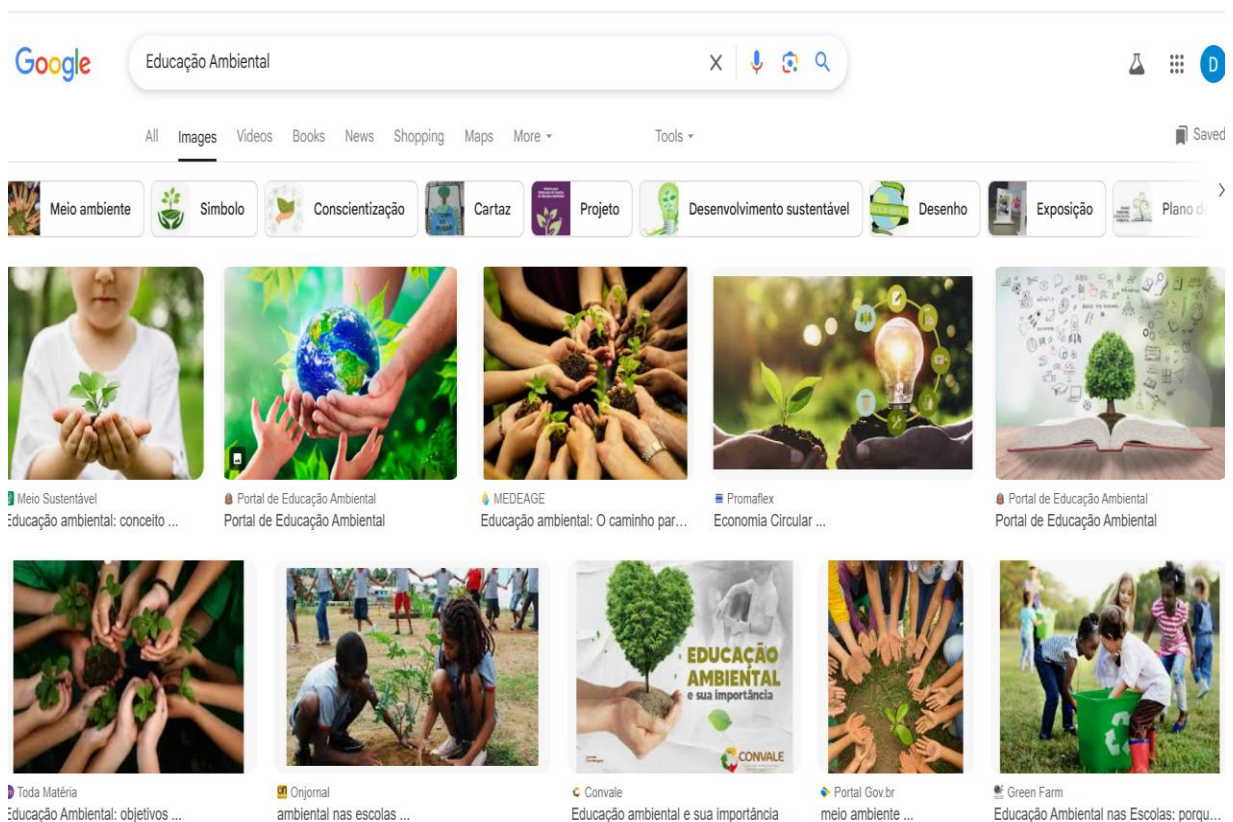 Google
Educação Ambiental
D
All Images Videos Books News Shopping Maps More Tools Saved
Meio ambiente Simbolo Conscientização Cartaz Projeto Desenvolvimento sustentável Desenho Exposição Plano de
Meio Sustentável
Educação ambiental: conceito ...
Portal de Educação Ambiental
Portal de Educação Ambiental
MEDEAGE
Educação ambiental: O caminho par...
Promaflex
Economia Circular ...
Portal de Educação Ambiental
Portal de Educação Ambiental
EDUCAÇÃO
AMBIENTAL
e sua importância
CONVALE
Toda Matéria
Educação Ambiental: objetivos ...
Onjornal
ambiental nas escolas ...
Convale
Educação ambiental e sua importância
Portal Gov.br
meio ambiente ...
Green Farm
Educação Ambiental nas Escolas: porqu...